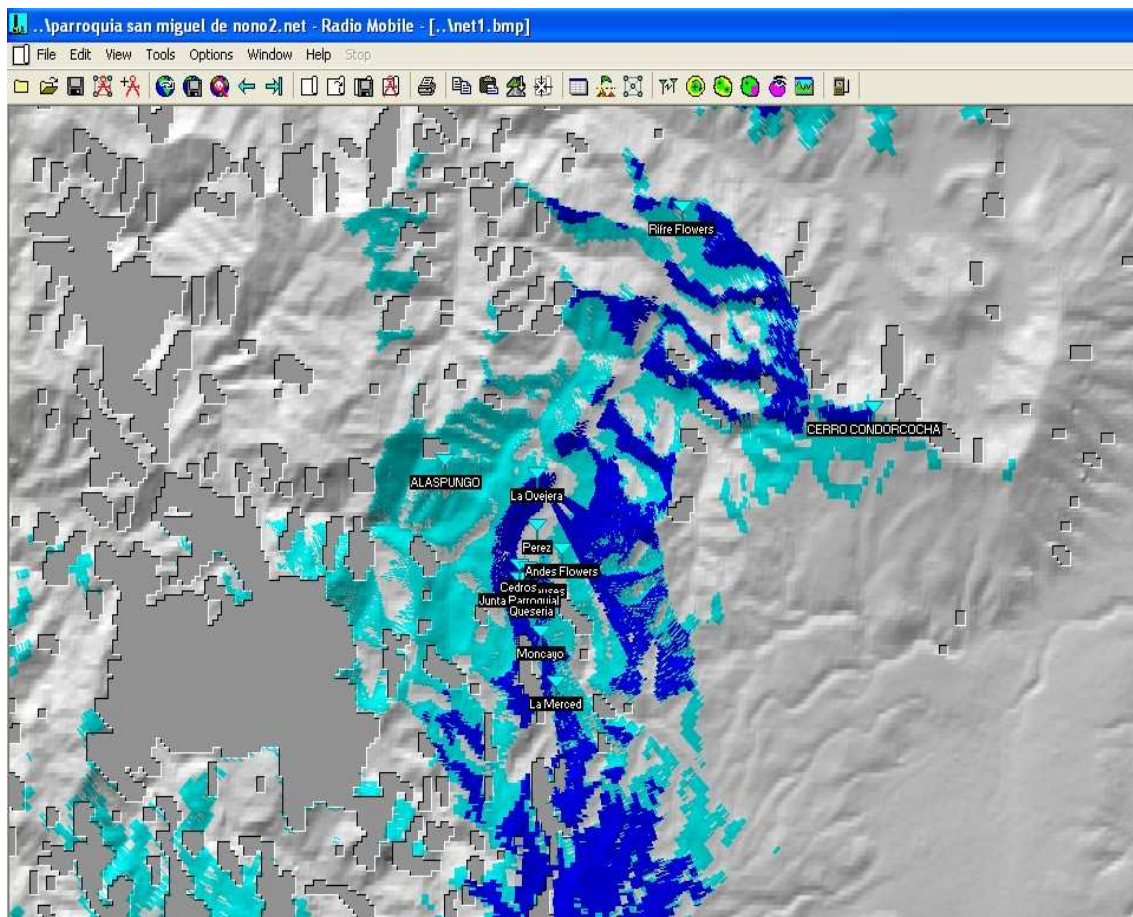 ..\parroquia san miguel de nono2.net - Radio Mobile - [..\net1.bmp]
File Edit View Tools Options Window Help Stop
Rifre Flowers
CERRO CONDORCOCHA
ALASPUNGO
La Ovejera
Perez
Andes Flowers
Cedros
Junta Parroquial
Queseria
Moncayo
La Merced